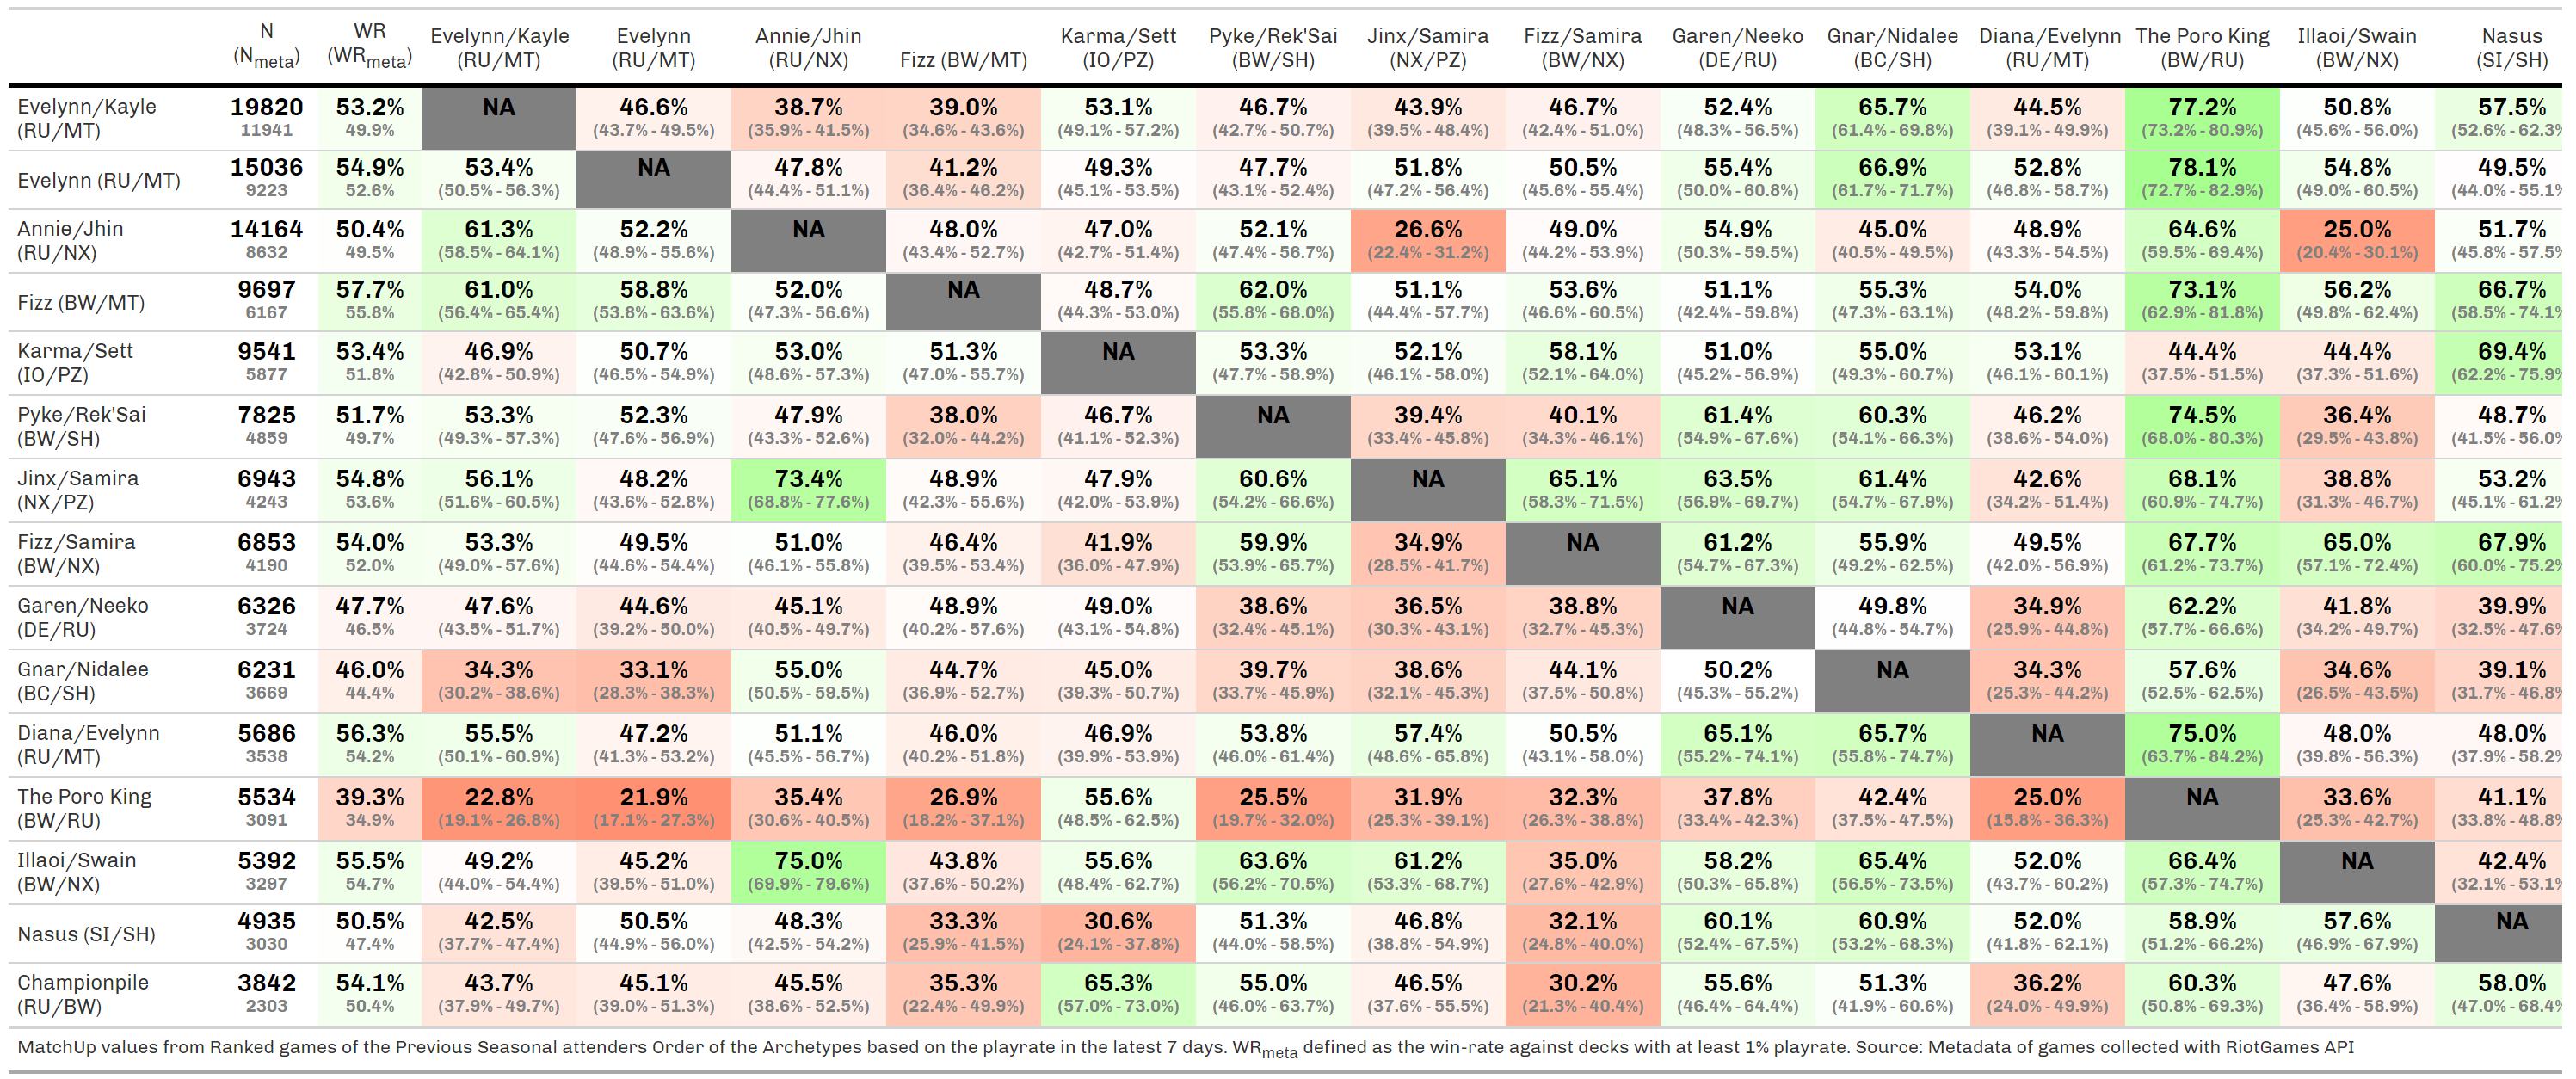 N WR Evelynn/Kayle Evelynn Annie/Jhin Fizz (BW/MT) Karma/Sett Pyke/Rek'Sai Jinx/Samira Fizz/Samira Garen/Neeko Gnar/Nidalee Diana/Evelynn The Poro King Illaoi/Swain Nasus
(Nmeta) (WRmeta) (RU/MT) (RU/MT) (RU/NX) (IO/PZ) (BW/SH) (NX/PZ) (BW/NX) (DE/RU) (BC/SH) (RU/MT) (BW/RU) (BW/NX) (SI/SH)
Evelynn/Kayle 19820 53.2% NA 46.6% 38.7% 39.0% 53.1% 46.7% 43.9% 46.7% 52.4% 65.7% 44.5% 77.2% 50.8% 57.5%
(RU/MT) 11941 49.9% (43.7% - 49.5%) (35.9% - 41.5%) (34.6% - 43.6%) (49.1% - 57.2%) (42.7% - 50.7%) (39.5% - 48.4%) (42.4% - 51.0%) (48.3% - 56.5%) (61.4% - 69.8%) (39.1% - 49.9%) (73.2% - 80.9%) (45.6% - 56.0%) (52.6% - 62.3%
Evelynn (RU/MT) 15036 54.9% 53.4% NA 47.8% 41.2% 49.3% 47.7% 51.8% 50.5% 55.4% 66.9% 52.8% 78.1% 54.8% 49.5%
9223 52.6% (50.5% - 56.3%) (44.4% - 51.1%) (36.4% - 46.2%) (45.1% - 53.5%) (43.1% - 52.4%) (47.2% - 56.4%) (45.6% - 55.4%) (50.0% - 60.8%) (61.7% - 71.7%) (46.8% - 58.7%) (72.7% - 82.9%) (49.0% - 60.5%) (44.0% - 55.1%
Annie/Jhin 14164 50.4% 61.3% 52.2% NA 48.0% 47.0% 52.1% 26.6% 49.0% 54.9% 45.0% 48.9% 64.6% 25.0% 51.7%
(RU/NX) 8632 49.5% (58.5% - 64.1%) (48.9% - 55.6%) (43.4% - 52.7%) (42.7% - 51.4%) (47.4% - 56.7%) (22.4% - 31.2%) (44.2% - 53.9%) (50.3% - 59.5%) (40.5% - 49.5%) (43.3% - 54.5%) (59.5% - 69.4%) (20.4% - 30.1%) (45.8% - 57.5%
Fizz (BW/MT) 9697 57.7% 61.0% 58.8% 52.0% NA 48.7% 62.0% 51.1% 53.6% 51.1% 55.3% 54.0% 73.1% 56.2% 66.7%
6167 55.8% (56.4% - 65.4%) (53.8% - 63.6%) (47.3% - 56.6%) (44.3% - 53.0%) (55.8% - 68.0%) (44.4% - 57.7%) (46.6% - 60.5%) (42.4% - 59.8%) (47.3% - 63.1%) (48.2% - 59.8%) (62.9% - 81.8%) (49.8% - 62.4%) (58.5% - 74.1%
Karma/Sett 9541 53.4% 46.9% 50.7% 53.0% 51.3% NA 53.3% 52.1% 58.1% 51.0% 55.0% 53.1% 44.4% 44.4% 69.4%
(IO/PZ) 5877 51.8% (42.8% - 50.9%) (46.5% - 54.9%) (48.6% - 57.3%) (47.0% - 55.7%) (47.7% - 58.9%) (46.1% - 58.0%) (52.1% - 64.0%) (45.2% - 56.9%) (49.3% - 60.7%) (46.1% - 60.1%) (37.5% - 51.5%) (37.3% - 51.6%) (62.2% - 75.9%
Pyke/Rek'Sai 7825 51.7% 53.3% 52.3% 47.9% 38.0% 46.7% NA 39.4% 40.1% 61.4% 60.3% 46.2% 74.5% 36.4% 48.7%
(BW/SH) 4859 49.7% (49.3% - 57.3%) (47.6% - 56.9%) (43.3% - 52.6%) (32.0% - 44.2%) (41.1% - 52.3%) (33.4% - 45.8%) (34.3% - 46.1%) (54.9% - 67.6%) (54.1% - 66.3%) (38.6% - 54.0%) (68.0% - 80.3%) (29.5% - 43.8%) (41.5% - 56.0%
Jinx/Samira 6943 54.8% 56.1% 48.2% 73.4% 48.9% 47.9% 60.6% NA 65.1% 63.5% 61.4% 42.6% 68.1% 38.8% 53.2%
(NX/PZ) 4243 53.6% (51.6% - 60.5%) (43.6% - 52.8%) (68.8% - 77.6%) (42.3% - 55.6%) (42.0% - 53.9%) (54.2% - 66.6%) (58.3% - 71.5%) (56.9% - 69.7%) (54.7% - 67.9%) (34.2% - 51.4%) (60.9% - 74.7%) (31.3% - 46.7%) (45.1% - 61.2%
Fizz/Samira 6853 54.0% 53.3% 49.5% 51.0% 46.4% 41.9% 59.9% 34.9% NA 61.2% 55.9% 49.5% 67.7% 65.0% 67.9%
(BW/NX) 4190 52.0% (49.0% - 57.6%) (44.6% - 54.4%) (46.1% - 55.8%) (39.5% - 53.4%) (36.0% - 47.9%) (53.9% - 65.7%) (28.5% - 41.7%) (54.7% - 67.3%) (49.2% - 62.5%) (42.0% - 56.9%) (61.2% - 73.7%) (57.1% - 72.4%) (60.0% - 75.2%
Garen/Neeko 6326 47.7% 47.6% 44.6% 45.1% 48.9% 49.0% 38.6% 36.5% 38.8% NA 49.8% 34.9% 62.2% 41.8% 39.9%
(DE/RU) 3724 46.5% (43.5% - 51.7%) (39.2% - 50.0%) (40.5% - 49.7%) (40.2% - 57.6%) (43.1% - 54.8%) (32.4% - 45.1%) (30.3% - 43.1%) (32.7% - 45.3%) (44.8% - 54.7%) (25.9% - 44.8%) (57.7% - 66.6%) (34.2% - 49.7%) (32.5% - 47.6%
Gnar/Nidalee 6231 46.0% 34.3% 33.1% 55.0% 44.7% 45.0% 39.7% 38.6% 44.1% 50.2% NA 34.3% 57.6% 34.6% 39.1%
(BC/SH) 3669 44.4% (30.2% - 38.6%) (28.3% - 38.3%) (50.5% - 59.5%) (36.9% - 52.7%) (39.3% - 50.7%) (33.7% - 45.9%) (32.1% - 45.3%) (37.5% - 50.8%) (45.3% - 55.2%) (25.3% - 44.2%) (52.5% - 62.5%) (26.5% - 43.5%) (31.7% - 46.8%
Diana/Evelynn 5686 56.3% 55.5% 47.2% 51.1% 46.0% 46.9% 53.8% 57.4% 50.5% 65.1% 65.7% NA 75.0% 48.0% 48.0%
(RU/MT) 3538 54.2% (50.1% - 60.9%) (41.3% - 53.2%) (45.5% - 56.7%) (40.2% - 51.8%) (39.9% - 53.9%) (46.0% - 61.4%) (48.6% - 65.8%) (43.1% - 58.0%) (55.2% - 74.1%) (55.8% - 74.7%) (63.7% - 84.2%) (39.8% - 56.3%) (37.9% - 58.2%
The Poro King 5534 39.3% 22.8% 21.9% 35.4% 26.9% 55.6% 25.5% 31.9% 32.3% 37.8% 42.4% 25.0% NA 33.6% 41.1%
(BW/RU) 3091 34.9% (19.1% - 26.8%) (17.1% - 27.3%) (30.6% - 40.5%) (18.2% - 37.1%) (48.5% - 62.5%) (19.7% - 32.0%) (25.3% - 39.1%) (26.3% - 38.8%) (33.4% - 42.3%) (37.5% - 47.5%) (15.8% - 36.3%) (25.3% - 42.7%) (33.8% - 48.8%
Illaoi/Swain 5392 55.5% 49.2% 45.2% 75.0% 43.8% 55.6% 63.6% 61.2% 35.0% 58.2% 65.4% 52.0% 66.4% NA 42.4%
(BW/NX) 3297 54.7% (44.0% - 54.4%) (39.5% - 51.0%) (69.9% - 79.6%) (37.6% - 50.2%) (48.4% - 62.7%) (56.2% - 70.5%) (53.3% - 68.7%) (27.6% - 42.9%) (50.3% - 65.8%) (56.5% - 73.5%) (43.7% - 60.2%) (57.3% - 74.7%) (32.1% - 53.1%
Nasus (SI/SH) 4935 50.5% 42.5% 50.5% 48.3% 33.3% 30.6% 51.3% 46.8% 32.1% 60.1% 60.9% 52.0% 58.9% 57.6% NA
3030 47.4% (37.7% - 47.4%) (44.9% - 56.0%) (42.5% - 54.2%) (25.9% - 41.5%) (24.1% - 37.8%) (44.0% - 58.5%) (38.8% - 54.9%) (24.8% - 40.0%) (52.4% - 67.5%) (53.2% - 68.3%) (41.8% - 62.1%) (51.2% - 66.2%) (46.9% - 67.9%)
Championpile 3842 54.1% 43.7% 45.1% 45.5% 35.3% 65.3% 55.0% 46.5% 30.2% 55.6% 51.3% 36.2% 60.3% 47.6% 58.0%
(RU/BW) 2303 50.4% (37.9% - 49.7%) (39.0% - 51.3%) (38.6% - 52.5%) (22.4% - 49.9%) (57.0% - 73.0%) (46.0% - 63.7%) (37.6% - 55.5%) (21.3% - 40.4%) (46.4% - 64.4%) (41.9% - 60.6%) (24.0% - 49.9%) (50.8% - 69.3%) (36.4% - 58.9%) (47.0% - 68.4%
MatchUp values from Ranked games of the Previous Seasonal attenders Order of the Archetypes based on the playrate in the latest 7 days. WRmeta defined as the win-rate against decks with at least 1% playrate. Source: Metadata of games collected with RiotGames API